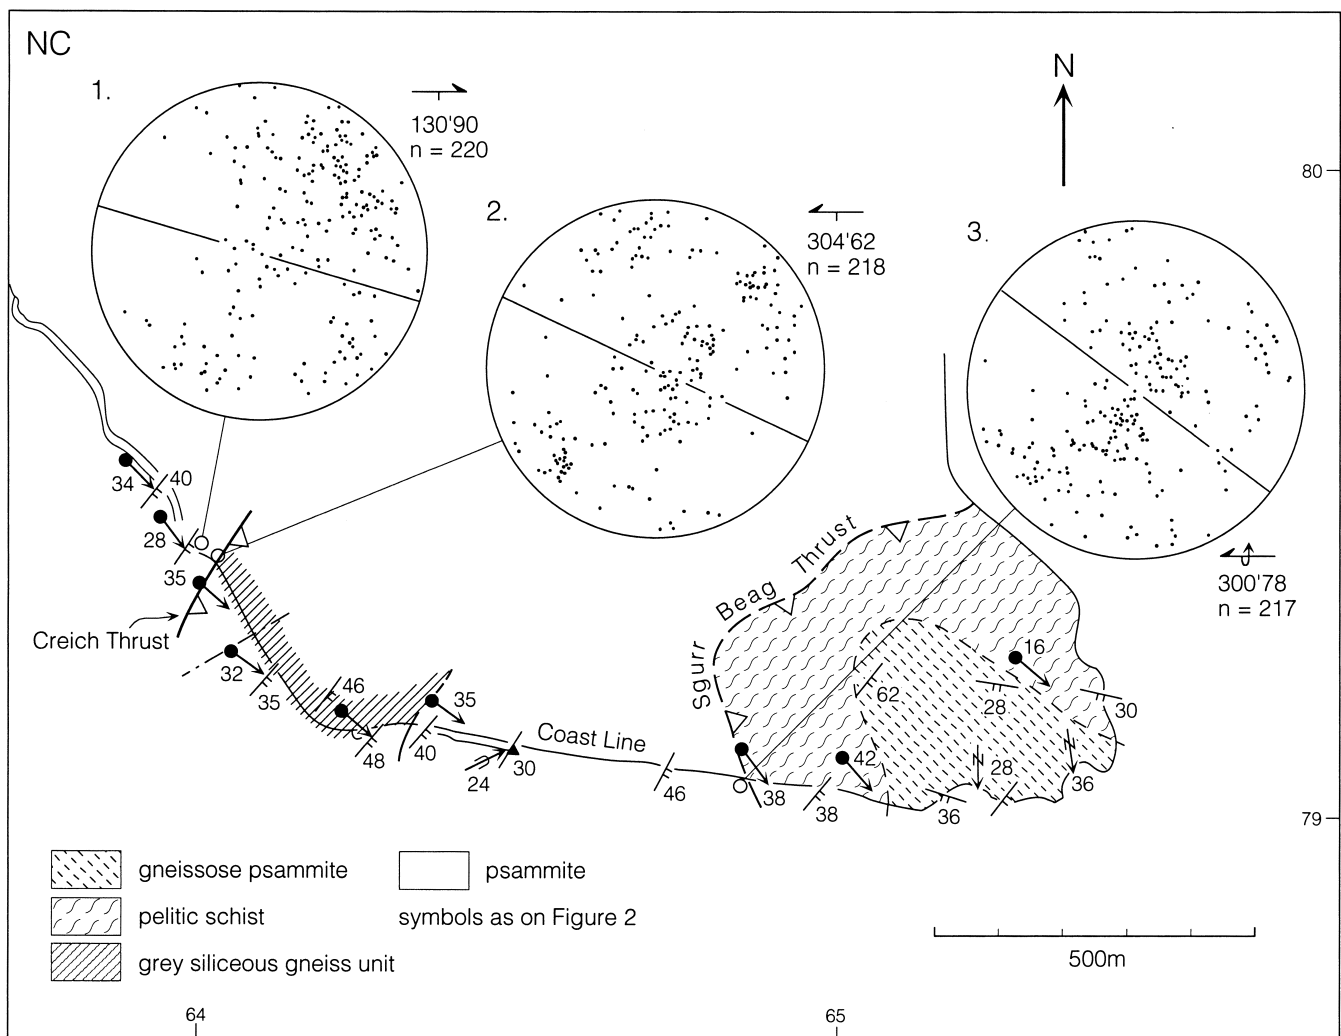 NC
1.
130'90
n = 220
N
80
2.
304'62
n = 218
3.
300'78
n = 217
34
40
28
35
Creich Thrust
32
35
46
48
35
40
24
30
Coast Line
46
Sgurr Beag Thrust
38
42
38
62
16
28
30
28
36
36
79
gneissose psammite
psammite
pelitic schist
symbols as on Figure 2
grey siliceous gneiss unit
500m
64
65